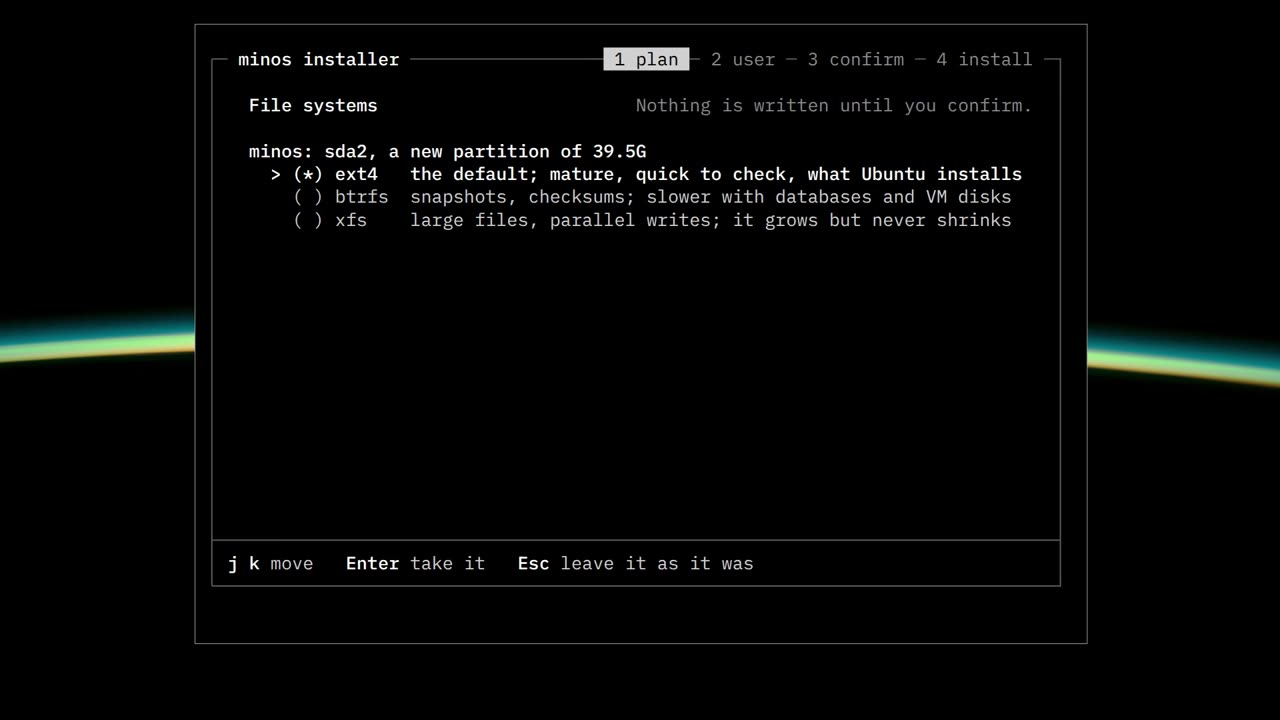 minos installer 1 plan 2 user 3 confirm 4 install
File systems Nothing is written until you confirm.
minos: sda2, a new partition of 39.5G
> (*) ext4 the default; mature, quick to check, what Ubuntu installs
( ) btrfs snapshots, checksums; slower with databases and VM disks
( ) xfs large files, parallel writes; it grows but never shrinks
j k move Enter take it Esc leave it as it was